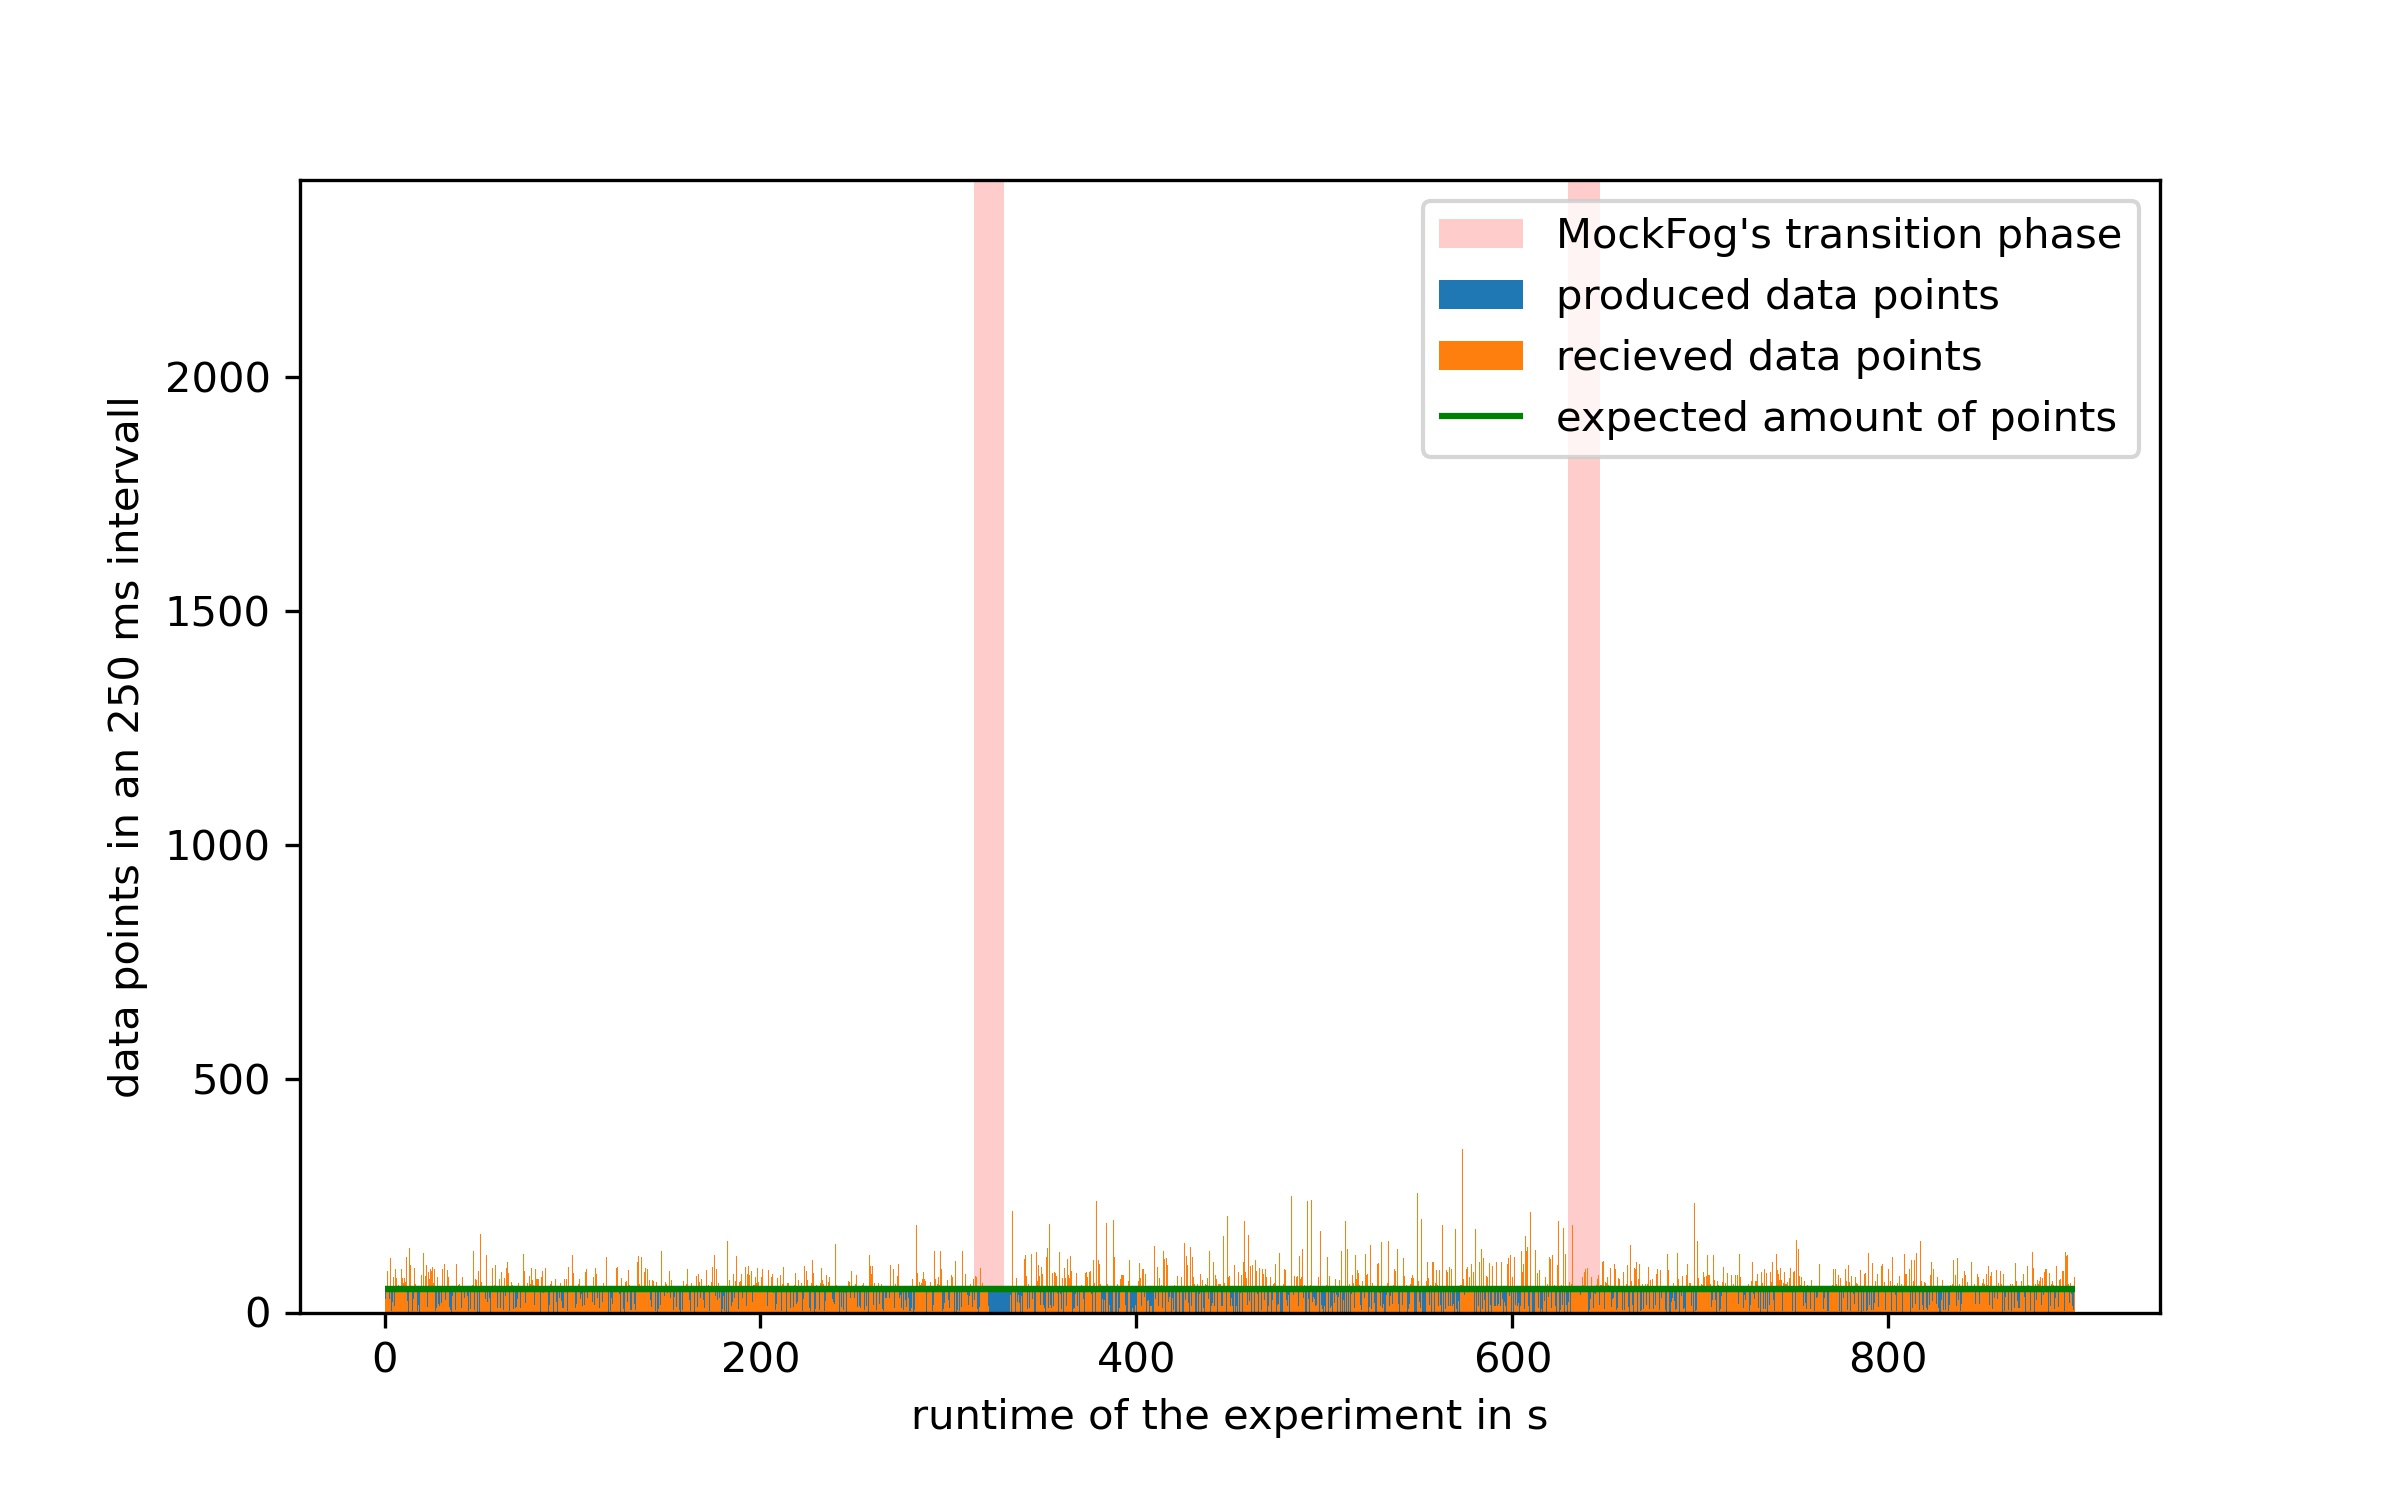 MockFog's transition phase
produced data points
recieved data points
expected amount of points
data points in an 250 ms intervall
2000
1500
1000
500
0
0 200 400 600 800
runtime of the experiment in s